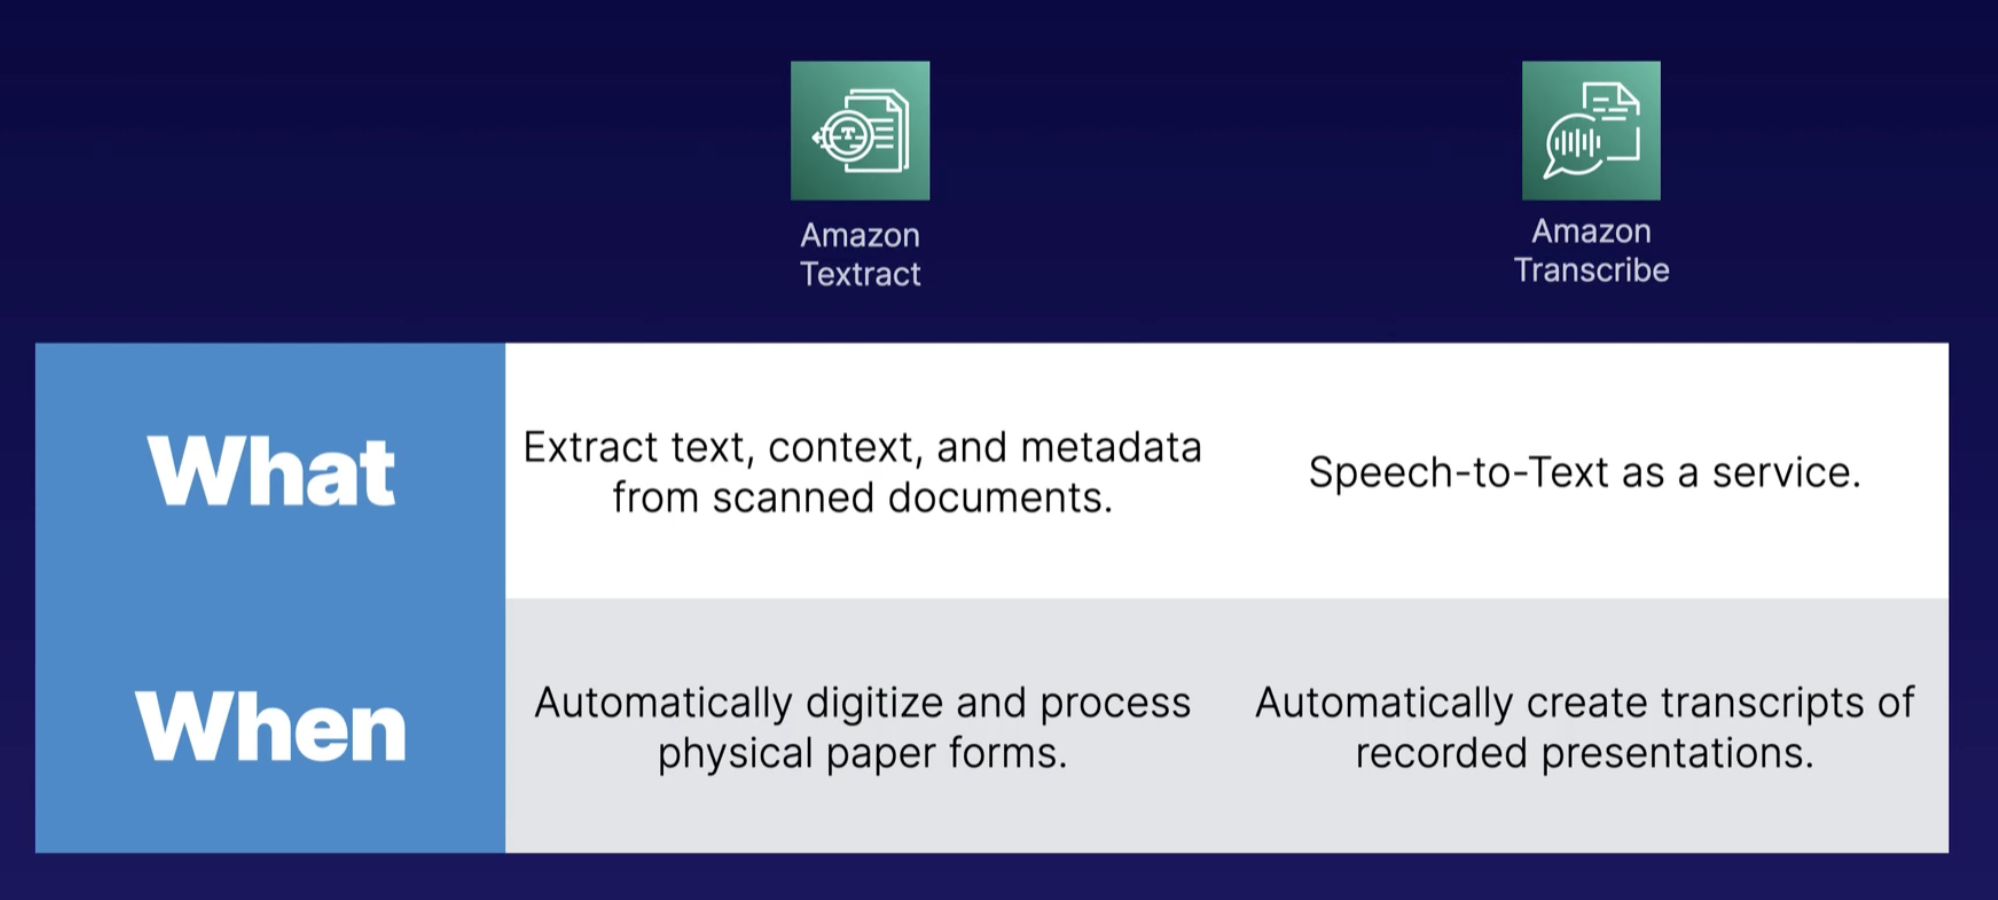 Amazon
Textract
Amazon
Transcribe
What
Extract text, context, and metadata
from scanned documents.
Speech-to-Text as a service.
When
Automatically digitize and process
physical paper forms.
Automatically create transcripts of
recorded presentations.